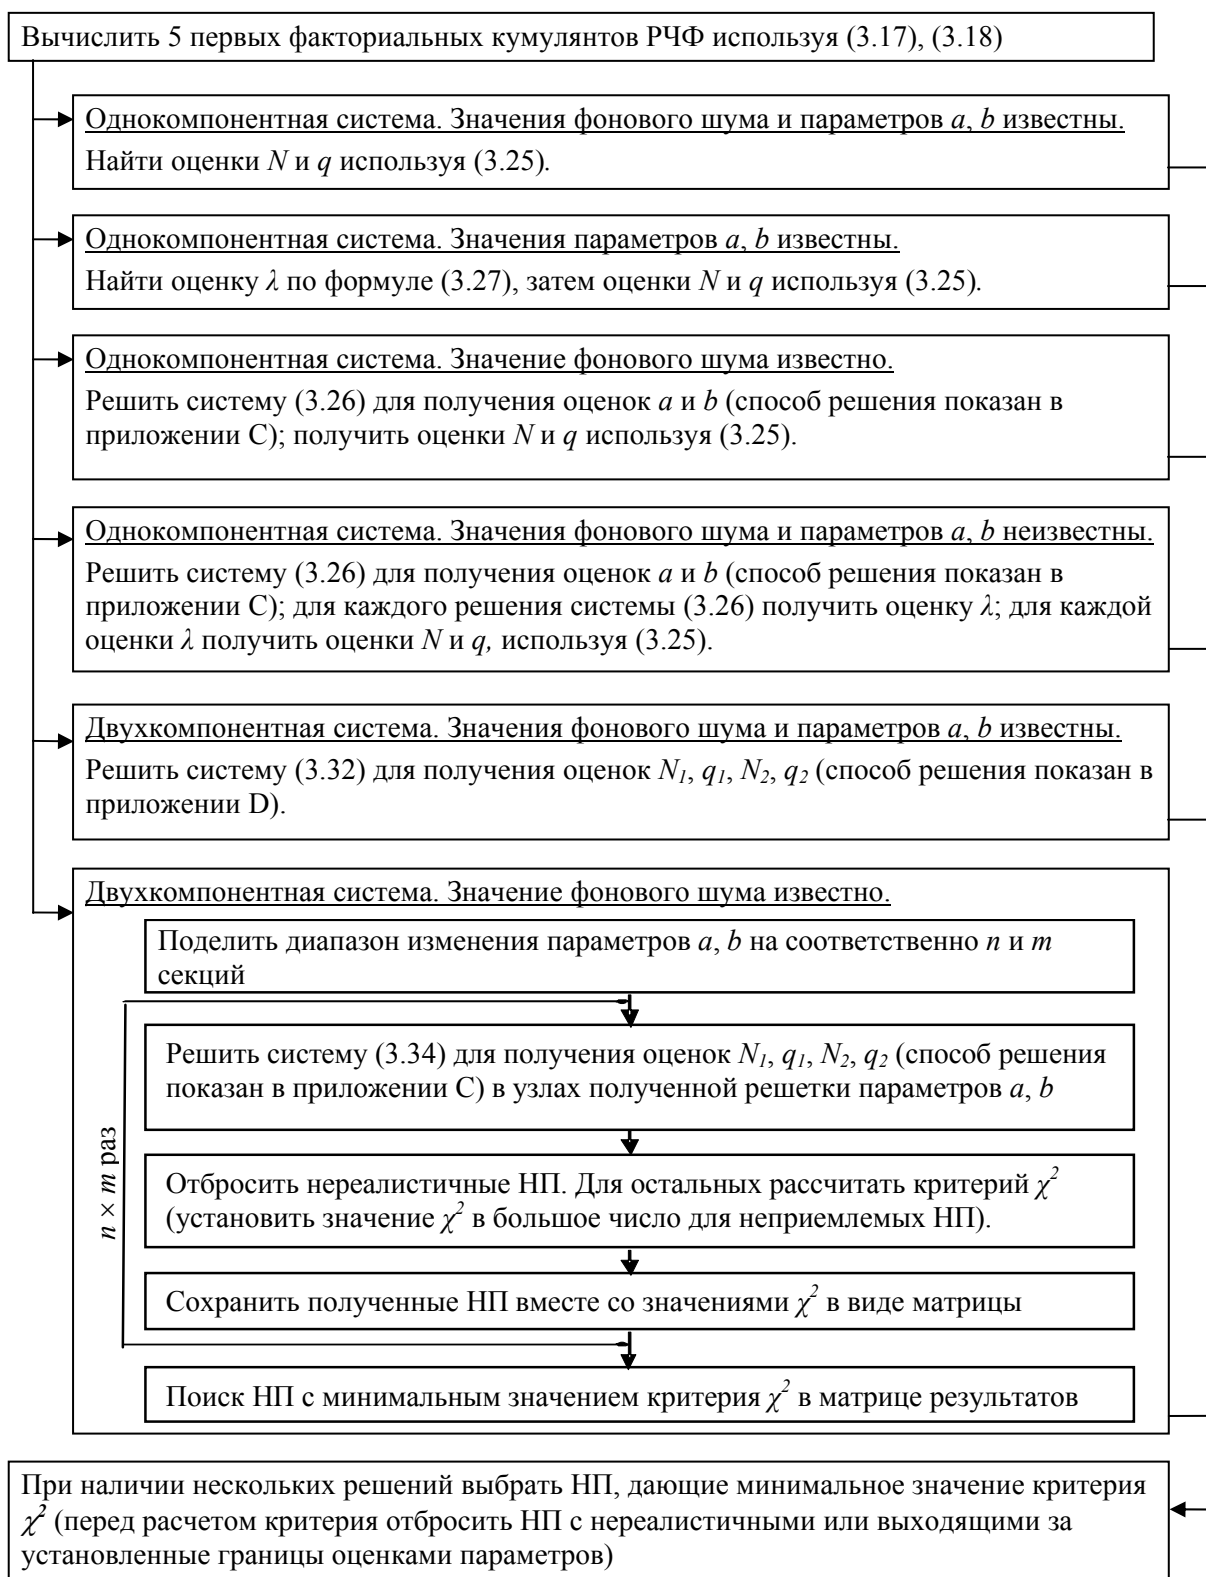 Вычислить 5 первых факториальных кумулянтов РЧФ используя (3.17), (3.18)
Однокомпонентная система. Значения фонового шума и параметров a, b известны.
Найти оценки N и q используя (3.25).
Однокомпонентная система. Значения параметров a, b известны.
Найти оценку λ по формуле (3.27), затем оценки N и q используя (3.25).
Однокомпонентная система. Значение фонового шума известно.
Решить систему (3.26) для получения оценок a и b (способ решения показан в
приложении С); получить оценки N и q используя (3.25).
Однокомпонентная система. Значения фонового шума и параметров a, b неизвестны.
Решить систему (3.26) для получения оценок a и b (способ решения показан в
приложении С); для каждого решения системы (3.26) получить оценку λ; для каждой
оценки λ получить оценки N и q, используя (3.25).
Двухкомпонентная система. Значения фонового шума и параметров a, b известны.
Решить систему (3.32) для получения оценок N₁, q₁, N₂, q₂ (способ решения показан в
приложении D).
Двухкомпонентная система. Значение фонового шума известно.
Поделить диапазон изменения параметров a, b на соответственно n и m
секций
Решить систему (3.34) для получения оценок N₁, q₁, N₂, q₂ (способ решения
показан в приложении С) в узлах полученной решетки параметров a, b
n × m раз
Отбросить нереалистичные НП. Для остальных рассчитать критерий χ²
(установить значение χ² в большое число для неприемлемых НП).
Сохранить полученные НП вместе со значениями χ² в виде матрицы
Поиск НП с минимальным значением критерия χ² в матрице результатов
При наличии нескольких решений выбрать НП, дающие минимальное значение критерия
χ² (перед расчетом критерия отбросить НП с нереалистичными или выходящими за
установленные границы оценками параметров)